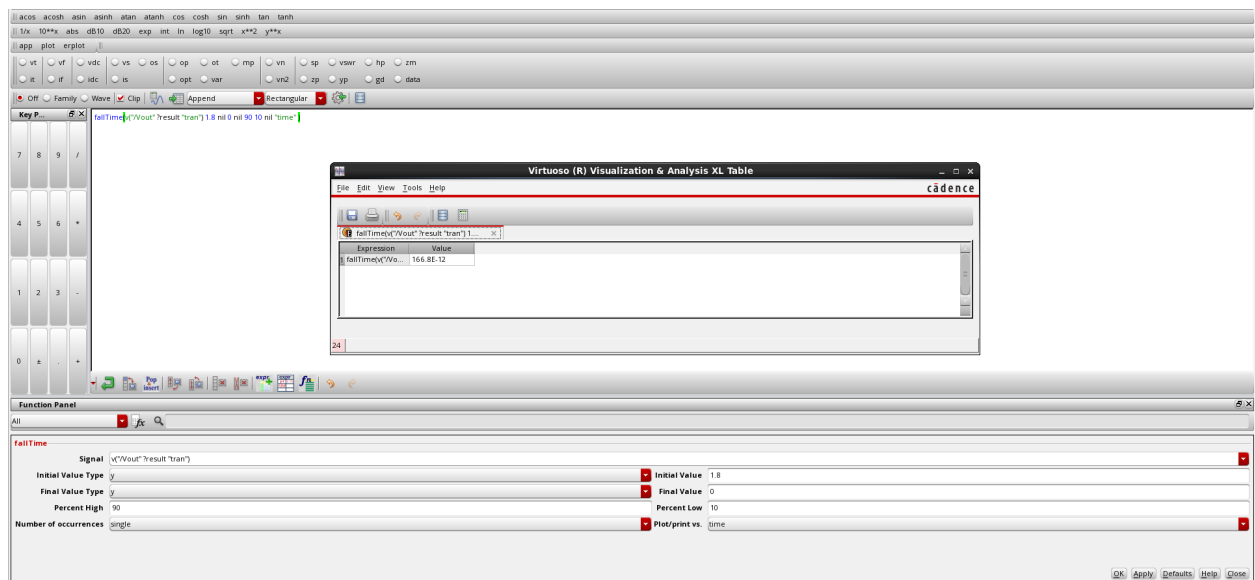 acos acosh asin asinh atan atanh cos cosh sin sinh tan tanh
1/x 10**x abs dB10 dB20 exp int ln log10 sqrt x**2 y**x
app plot erplot
vt vf vdc vs os op ot mp vn sp vswr hp zm
it if idc is opt var vn2 zp yp gd data
Off Family Wave Clip Append Rectangular
Key P...
fallTime(v("/Vout" ?result "tran") 1.8 nil 0 nil 90 10 nil "time" )
7 8 9 /
4 5 6 *
1 2 3 -
0 ± . +
Virtuoso (R) Visualization & Analysis XL Table
File Edit View Tools Help
cādence
fallTime(v("/Vout" ?result "tran") 1....
Expression Value
1 fallTime(v("/Vo... 166.8E-12
24
Pop
insert
expr
expr
fn
Function Panel
All
fx
fallTime
Signal v("/Vout" ?result "tran")
Initial Value Type y Initial Value 1.8
Final Value Type y Final Value 0
Percent High 90 Percent Low 10
Number of occurrences single Plot/print vs. time
OK Apply Defaults Help Close